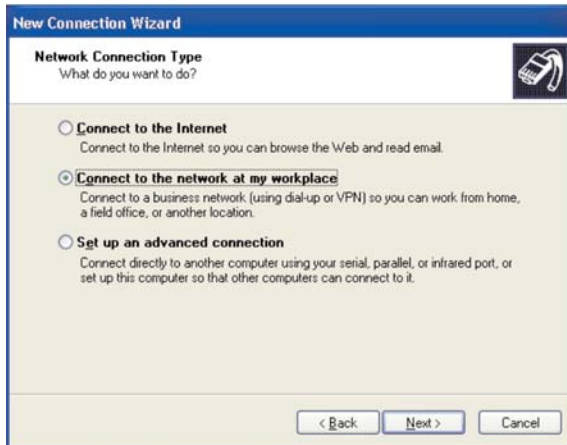 New Connection Wizard
Network Connection Type
What do you want to do?
Connect to the Internet
Connect to the Internet so you can browse the Web and read email.
Connect to the network at my workplace
Connect to a business network (using dial-up or VPN) so you can work from home,
a field office, or another location.
Set up an advanced connection
Connect directly to another computer using your serial, parallel, or infrared port, or
set up this computer so that other computers can connect to it.
< Back
Next >
Cancel